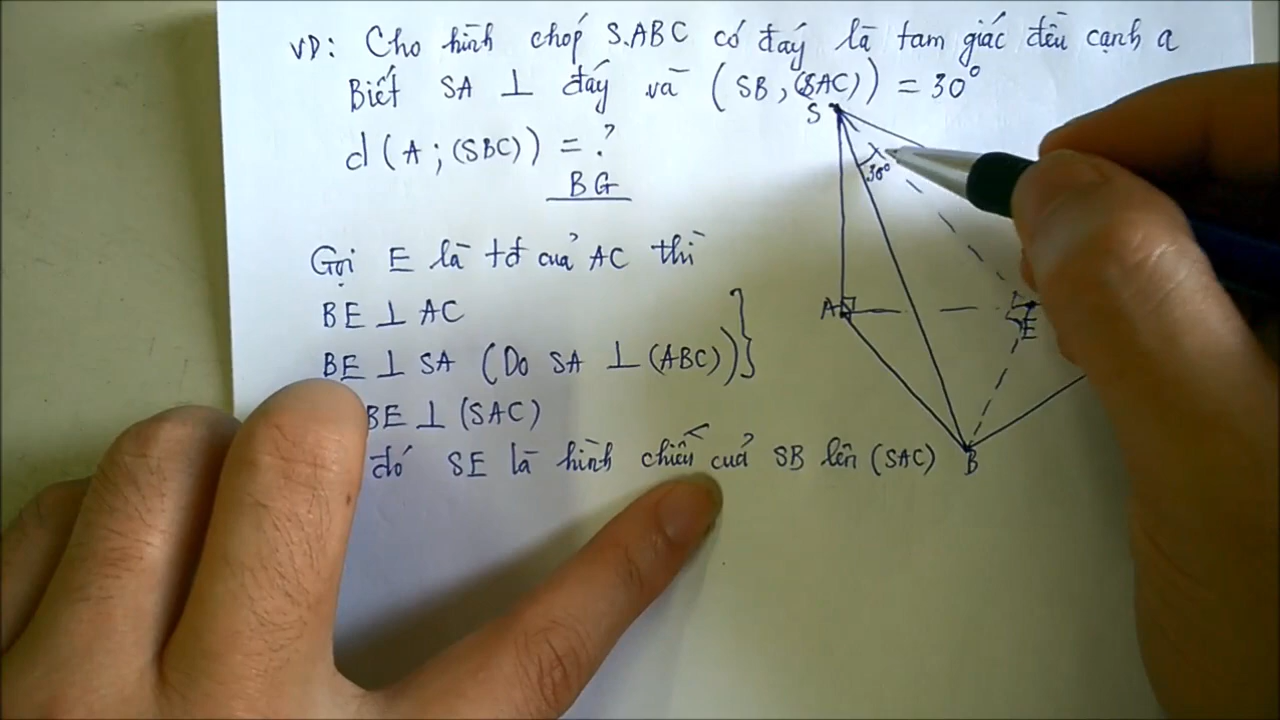 VD: Cho hình chóp S.ABC có đáy là tam giác đều cạnh a
Biết SA ⊥ đáy và (SB, (SAC)) = 30°
d(A; (SBC)) = ?
BG
Gọi E là tđ của AC thì
BE ⊥ AC
BE ⊥ SA (Do SA ⊥ (ABC)) }
BE ⊥ (SAC)
đó SE là hình chiếu của SB lên (SAC)
S
30°
A
E
B